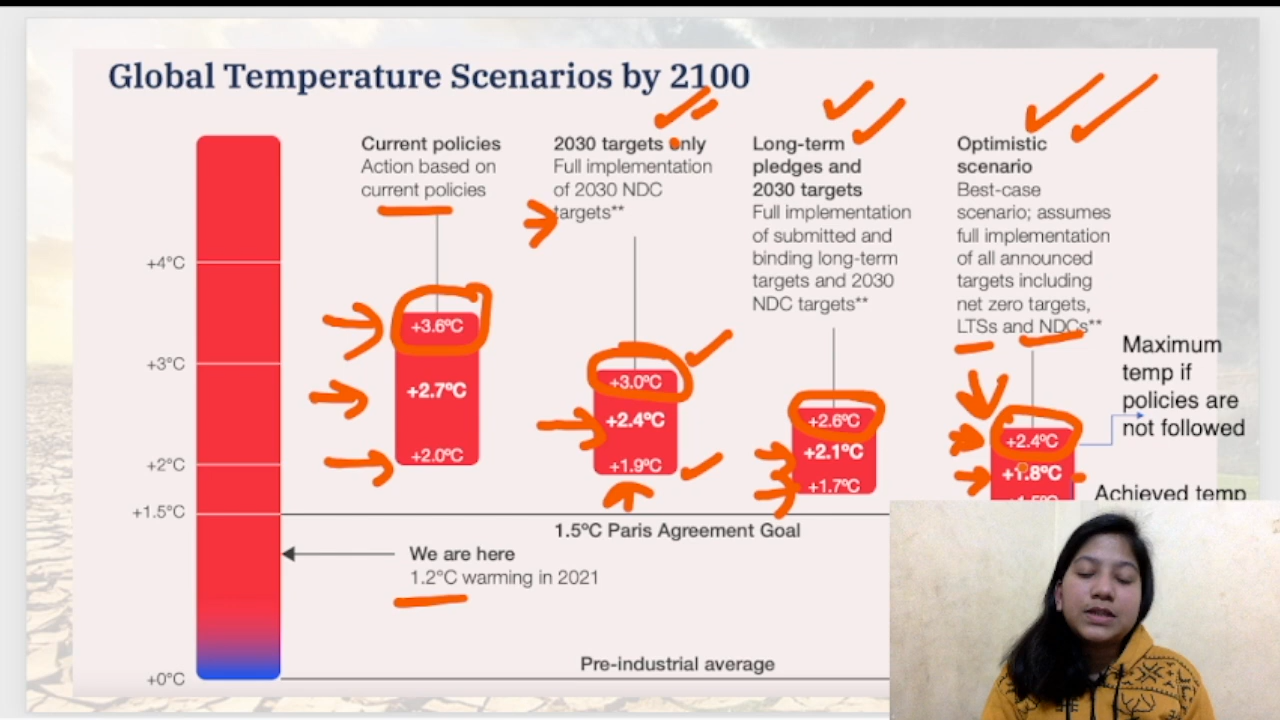 Global Temperature Scenarios by 2100
Current policies
Action based on
current policies
2030 targets only
Full implementation
of 2030 NDC
targets**
Long-term
pledges and
2030 targets
Full implementation
of submitted and
binding long-term
targets and 2030
NDC targets**
Optimistic
scenario
Best-case
scenario; assumes
full implementation
of all announced
targets including
net zero targets,
LTSs and NDCs**
+4°C
+3°C
+2°C
+1.5°C
+0°C
+3.6°C
+2.7°C
+2.0°C
+3.0°C
+2.4°C
+1.9°C
+2.6°C
+2.1°C
+1.7°C
+2.4°C
+1.8°C
Maximum
temp if
policies are
not followed
Achieved temp
1.5°C Paris Agreement Goal
We are here
1.2°C warming in 2021
Pre-industrial average